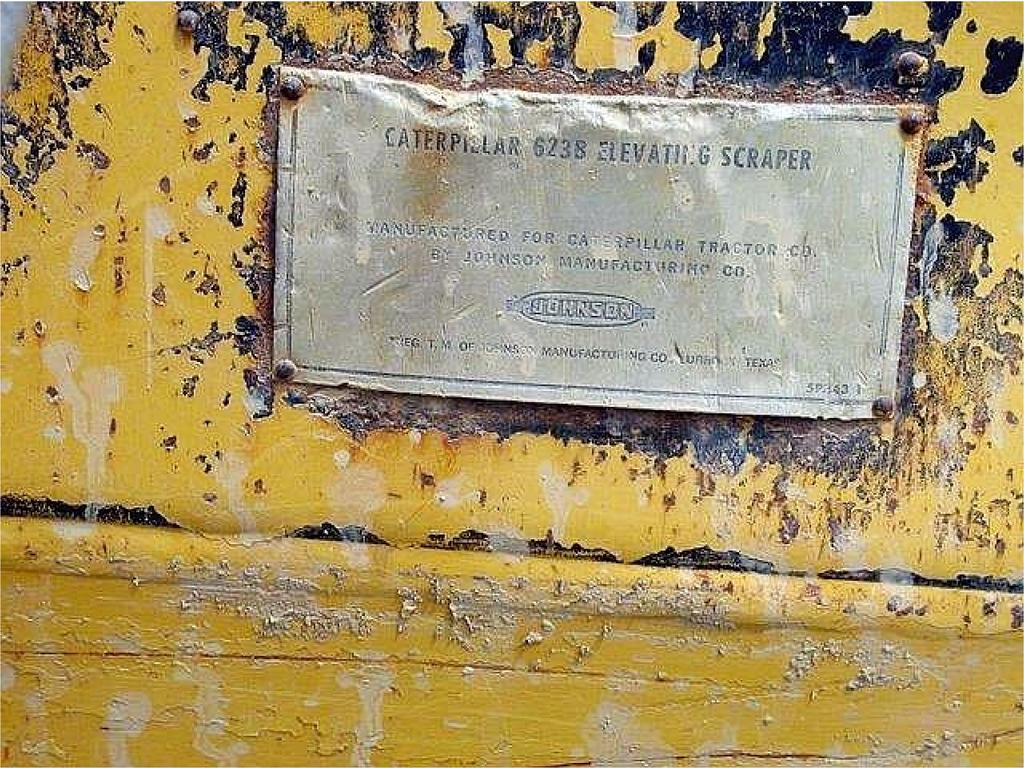 CATERPILLAR 623B ELEVATING SCRAPER
MANUFACTURED FOR CATERPILLAR TRACTOR CO.
BY JOHNSON MANUFACTURING CO.
JOHNSON
REG. T. M. OF JOHNSON MANUFACTURING CO., TEXAS